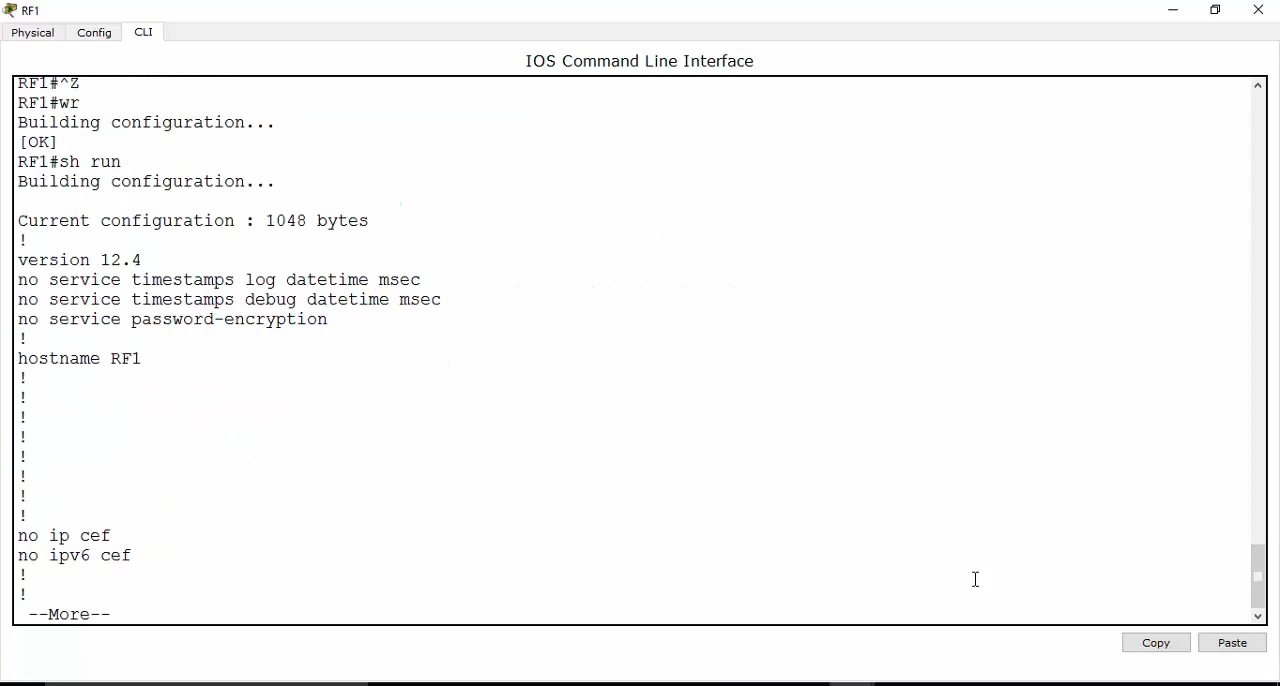 RF1
Physical Config CLI
IOS Command Line Interface
RF1#^Z
RF1#wr
Building configuration...
[OK]
RF1#sh run
Building configuration...
Current configuration : 1048 bytes
!
version 12.4
no service timestamps log datetime msec
no service timestamps debug datetime msec
no service password-encryption
!
hostname RF1
!
!
!
!
!
!
!
!
no ip cef
no ipv6 cef
!
!
--More--
Copy Paste